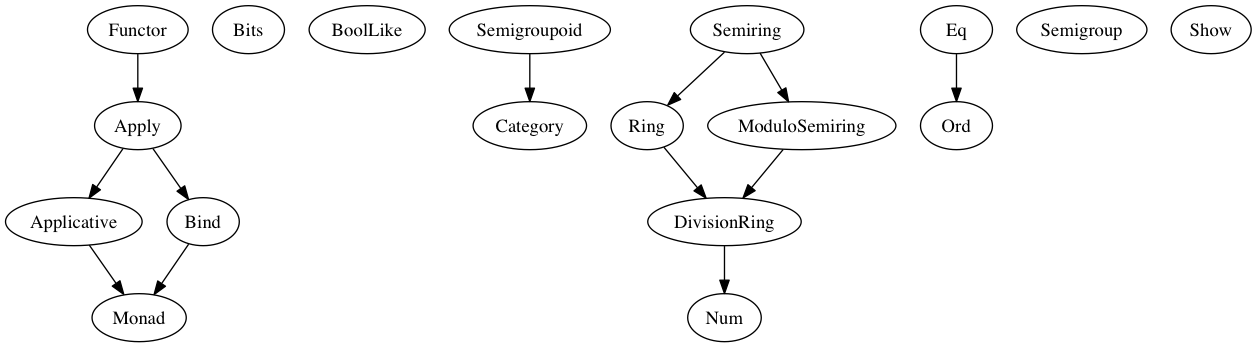 Functor
Bits
BoolLike
Semigroupoid
Semiring
Eq
Semigroup
Show
Apply
Category
Ring
ModuloSemiring
Ord
Applicative
Bind
DivisionRing
Monad
Num